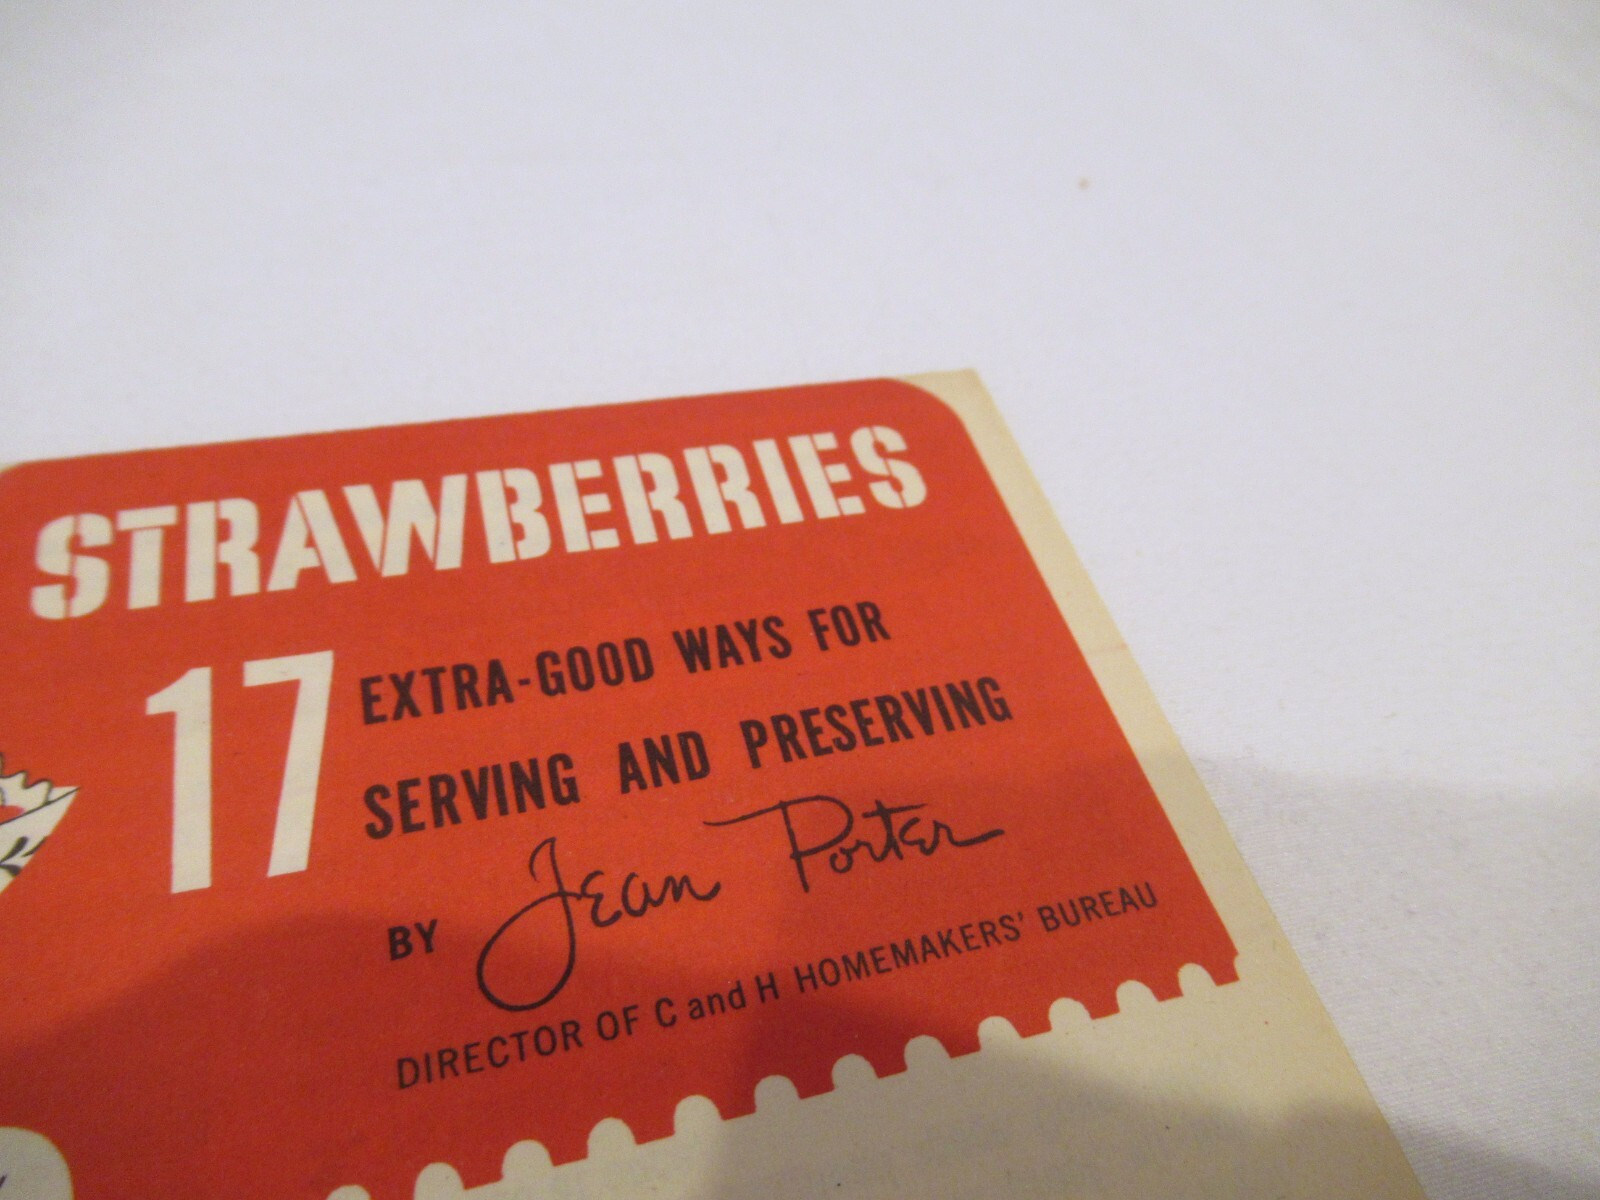 STRAWBERRIES
17 EXTRA-GOOD WAYS FOR
SERVING AND PRESERVING
BY Jean Porter
DIRECTOR OF C and H HOMEMAKERS' BUREAU